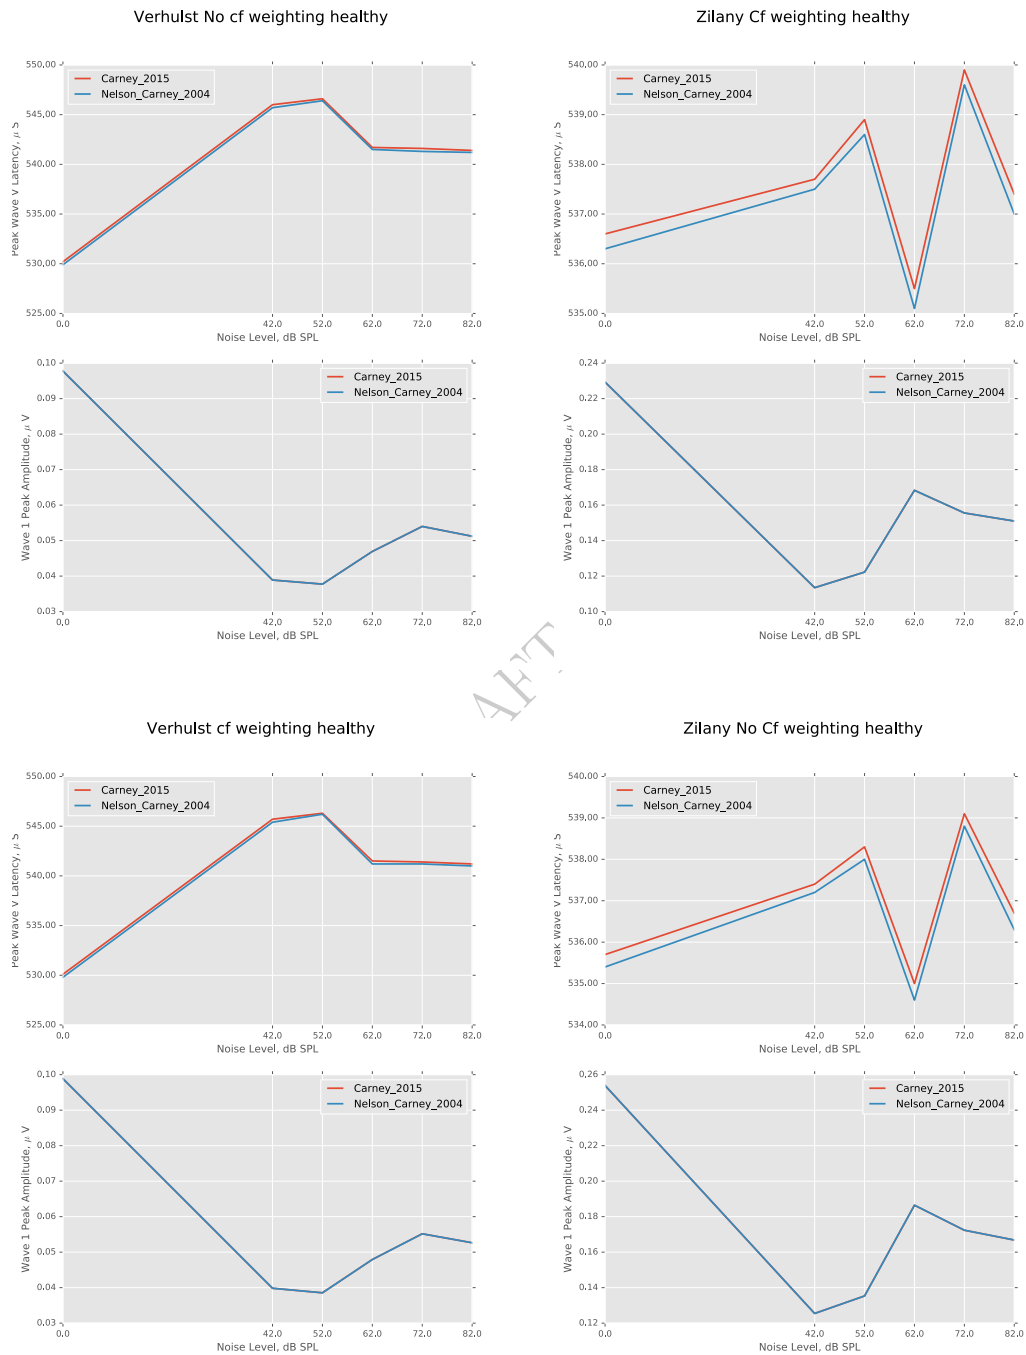 Verhulst No cf weighting healthy
550.00
545.00
540.00
535.00
530.00
525.00
Peak Wave V Latency, μ S
Carney_2015
Nelson_Carney_2004
0.0 42.0 52.0 62.0 72.0 82.0
Noise Level, dB SPL
0.10
0.09
0.08
0.07
0.06
0.05
0.04
0.03
Wave 1 Peak Amplitude, μ V
Carney_2015
Nelson_Carney_2004
0.0 42.0 52.0 62.0 72.0 82.0
Noise Level, dB SPL
Zilany Cf weighting healthy
540.00
539.00
538.00
537.00
536.00
535.00
Peak Wave V Latency, μ S
Carney_2015
Nelson_Carney_2004
0.0 42.0 52.0 62.0 72.0 82.0
Noise Level, dB SPL
0.24
0.22
0.20
0.18
0.16
0.14
0.12
0.10
Wave 1 Peak Amplitude, μ V
Carney_2015
Nelson_Carney_2004
0.0 42.0 52.0 62.0 72.0 82.0
Noise Level, dB SPL
AFT
Verhulst cf weighting healthy
550.00
545.00
540.00
535.00
530.00
525.00
Peak Wave V Latency, μ S
Carney_2015
Nelson_Carney_2004
0.0 42.0 52.0 62.0 72.0 82.0
Noise Level, dB SPL
0.10
0.09
0.08
0.07
0.06
0.05
0.04
0.03
Wave 1 Peak Amplitude, μ V
Carney_2015
Nelson_Carney_2004
0.0 42.0 52.0 62.0 72.0 82.0
Noise Level, dB SPL
Zilany No Cf weighting healthy
540.00
539.00
538.00
537.00
536.00
535.00
534.00
Peak Wave V Latency, μ S
Carney_2015
Nelson_Carney_2004
0.0 42.0 52.0 62.0 72.0 82.0
Noise Level, dB SPL
0.26
0.24
0.22
0.20
0.18
0.16
0.14
0.12
Wave 1 Peak Amplitude, μ V
Carney_2015
Nelson_Carney_2004
0.0 42.0 52.0 62.0 72.0 82.0
Noise Level, dB SPL